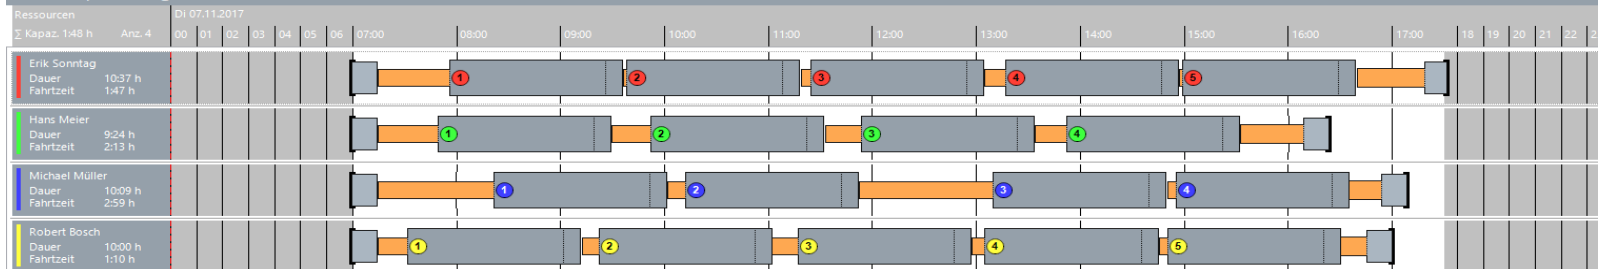 Ressourcen Di 07.11.2017
Σ Kapaz. 1:48 h Anz. 4 00 01 02 03 04 05 06 07:00 08:00 09:00 10:00 11:00 12:00 13:00 14:00 15:00 16:00 17:00 18 19 20 21 22
Erik Sonntag
Dauer 10:37 h 1 2 3 4 5
Fahrtzeit 1:47 h
Hans Meier
Dauer 9:24 h 1 2 3 4
Fahrtzeit 2:13 h
Michael Müller
Dauer 10:09 h 1 2 3 4
Fahrtzeit 2:59 h
Robert Bosch
Dauer 10:00 h 1 2 3 4 5
Fahrtzeit 1:10 h